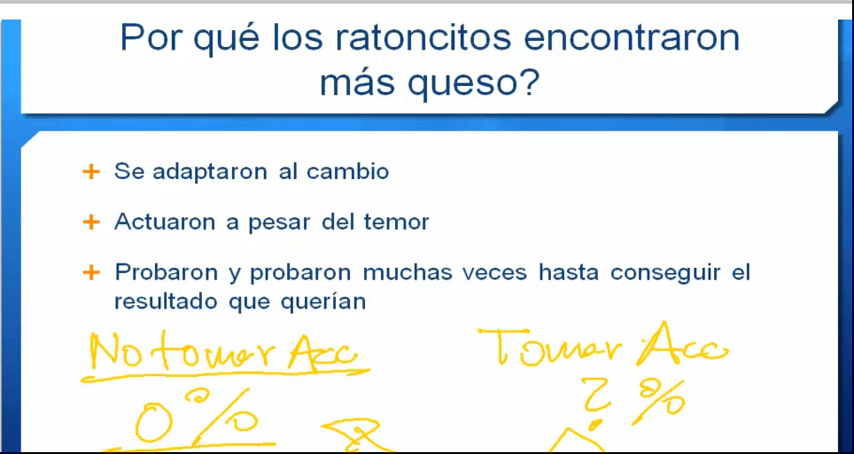 Por qué los ratoncitos encontraron
más queso?
Se adaptaron al cambio
Actuaron a pesar del temor
Probaron y probaron muchas veces hasta conseguir el
resultado que querían
No tomar Acc Tomar Acc
0% ? %